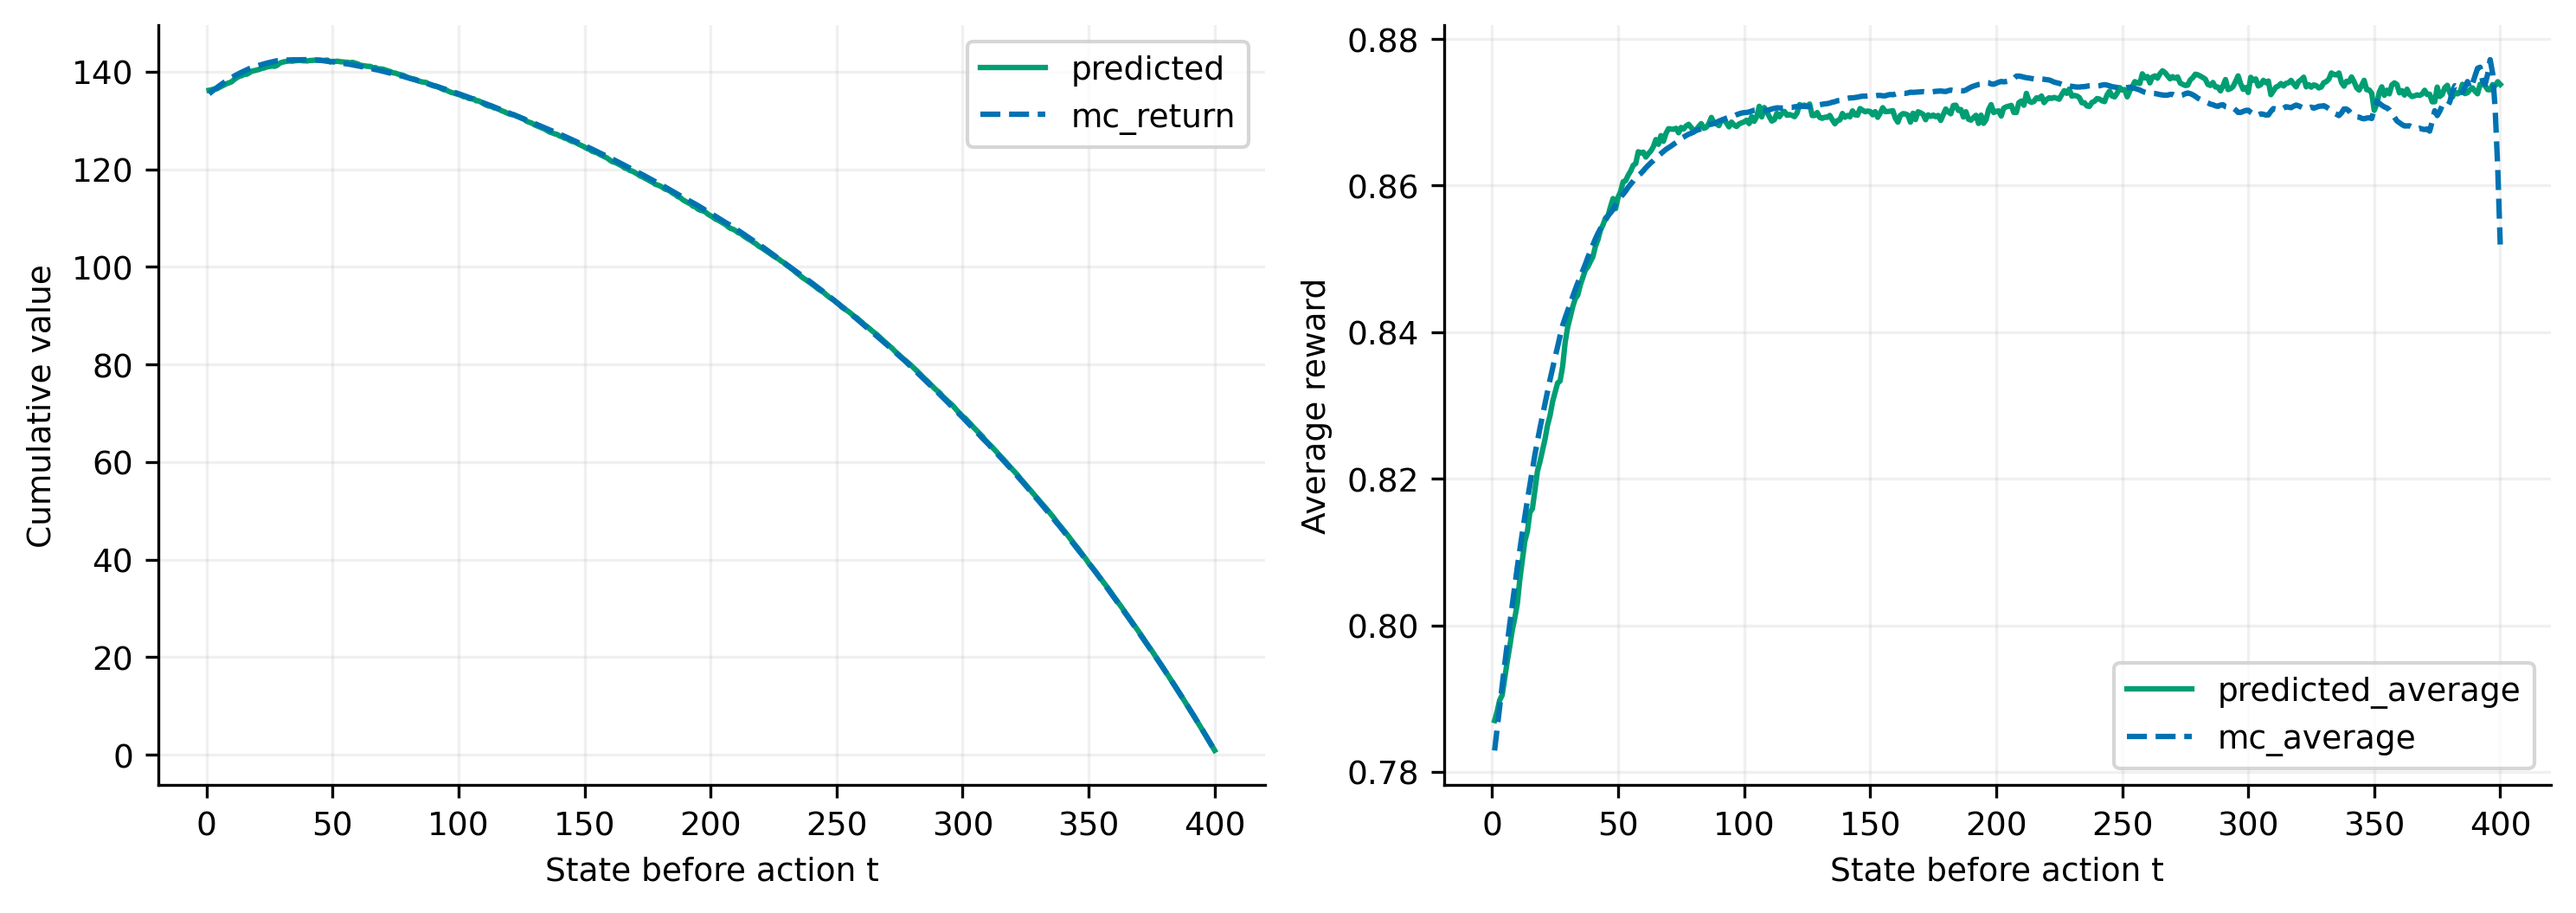 140
120
100
80
60
40
20
0
Cumulative value
predicted
mc_return
0 50 100 150 200 250 300 350 400
State before action t
0.88
0.86
0.84
0.82
0.80
0.78
Average reward
predicted_average
mc_average
0 50 100 150 200 250 300 350 400
State before action t